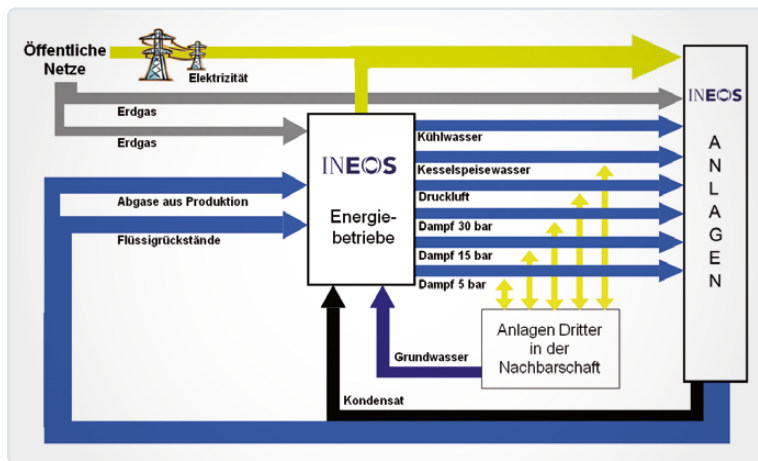 Öffentliche
Netze
Elektrizität
Erdgas
Erdgas
INEOS
Energie-
betriebe
Abgase aus Produktion
Flüssigrückstände
Kühlwasser
Kesselspeisewasser
Druckluft
Dampf 30 bar
Dampf 15 bar
Dampf 5 bar
INEOS
A
N
L
A
G
E
N
Anlagen Dritter
in der
Nachbarschaft
Grundwasser
Kondensat